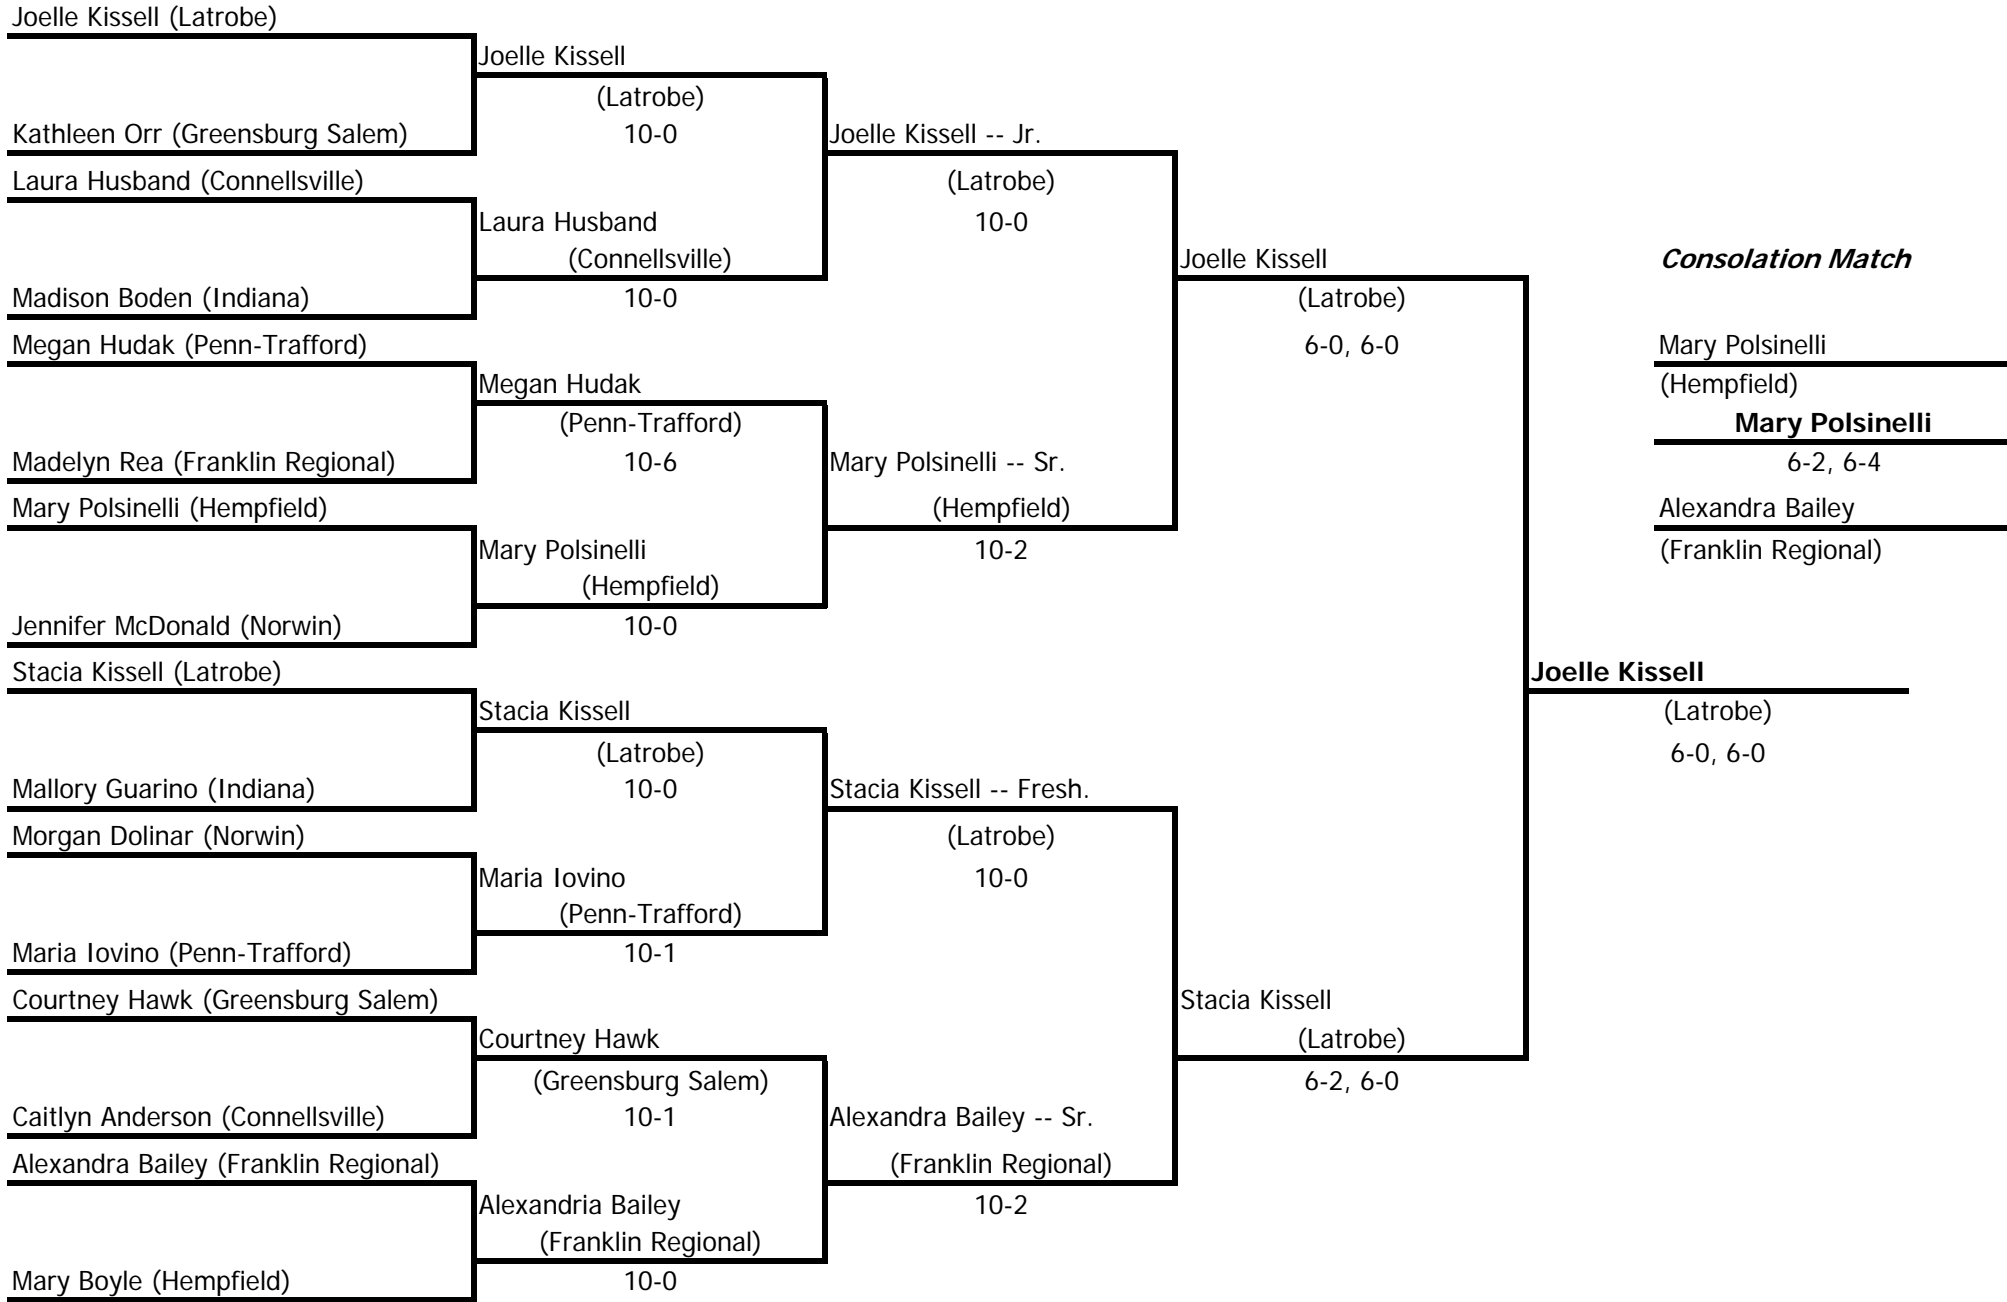 Joelle Kissell (Latrobe)
Joelle Kissell
(Latrobe)
Kathleen Orr (Greensburg Salem)
10-0
Joelle Kissell -- Jr.
Laura Husband (Connellsville)
(Latrobe)
Laura Husband
10-0
(Connellsville)
Joelle Kissell
Consolation Match
Madison Boden (Indiana)
10-0
(Latrobe)
Megan Hudak (Penn-Trafford)
6-0, 6-0
Mary Polsinelli
Megan Hudak
(Hempfield)
(Penn-Trafford)
Mary Polsinelli
Madelyn Rea (Franklin Regional)
10-6
Mary Polsinelli -- Sr.
6-2, 6-4
Mary Polsinelli (Hempfield)
(Hempfield)
Alexandra Bailey
Mary Polsinelli
10-2
(Franklin Regional)
(Hempfield)
Jennifer McDonald (Norwin)
10-0
Stacia Kissell (Latrobe)
Joelle Kissell
Stacia Kissell
(Latrobe)
(Latrobe)
6-0, 6-0
Mallory Guarino (Indiana)
10-0
Stacia Kissell -- Fresh.
Morgan Dolinar (Norwin)
(Latrobe)
Maria Iovino
10-0
(Penn-Trafford)
Maria Iovino (Penn-Trafford)
10-1
Courtney Hawk (Greensburg Salem)
Stacia Kissell
Courtney Hawk
(Latrobe)
(Greensburg Salem)
6-2, 6-0
Caitlyn Anderson (Connellsville)
10-1
Alexandra Bailey -- Sr.
Alexandra Bailey (Franklin Regional)
(Franklin Regional)
Alexandria Bailey
10-2
(Franklin Regional)
Mary Boyle (Hempfield)
10-0